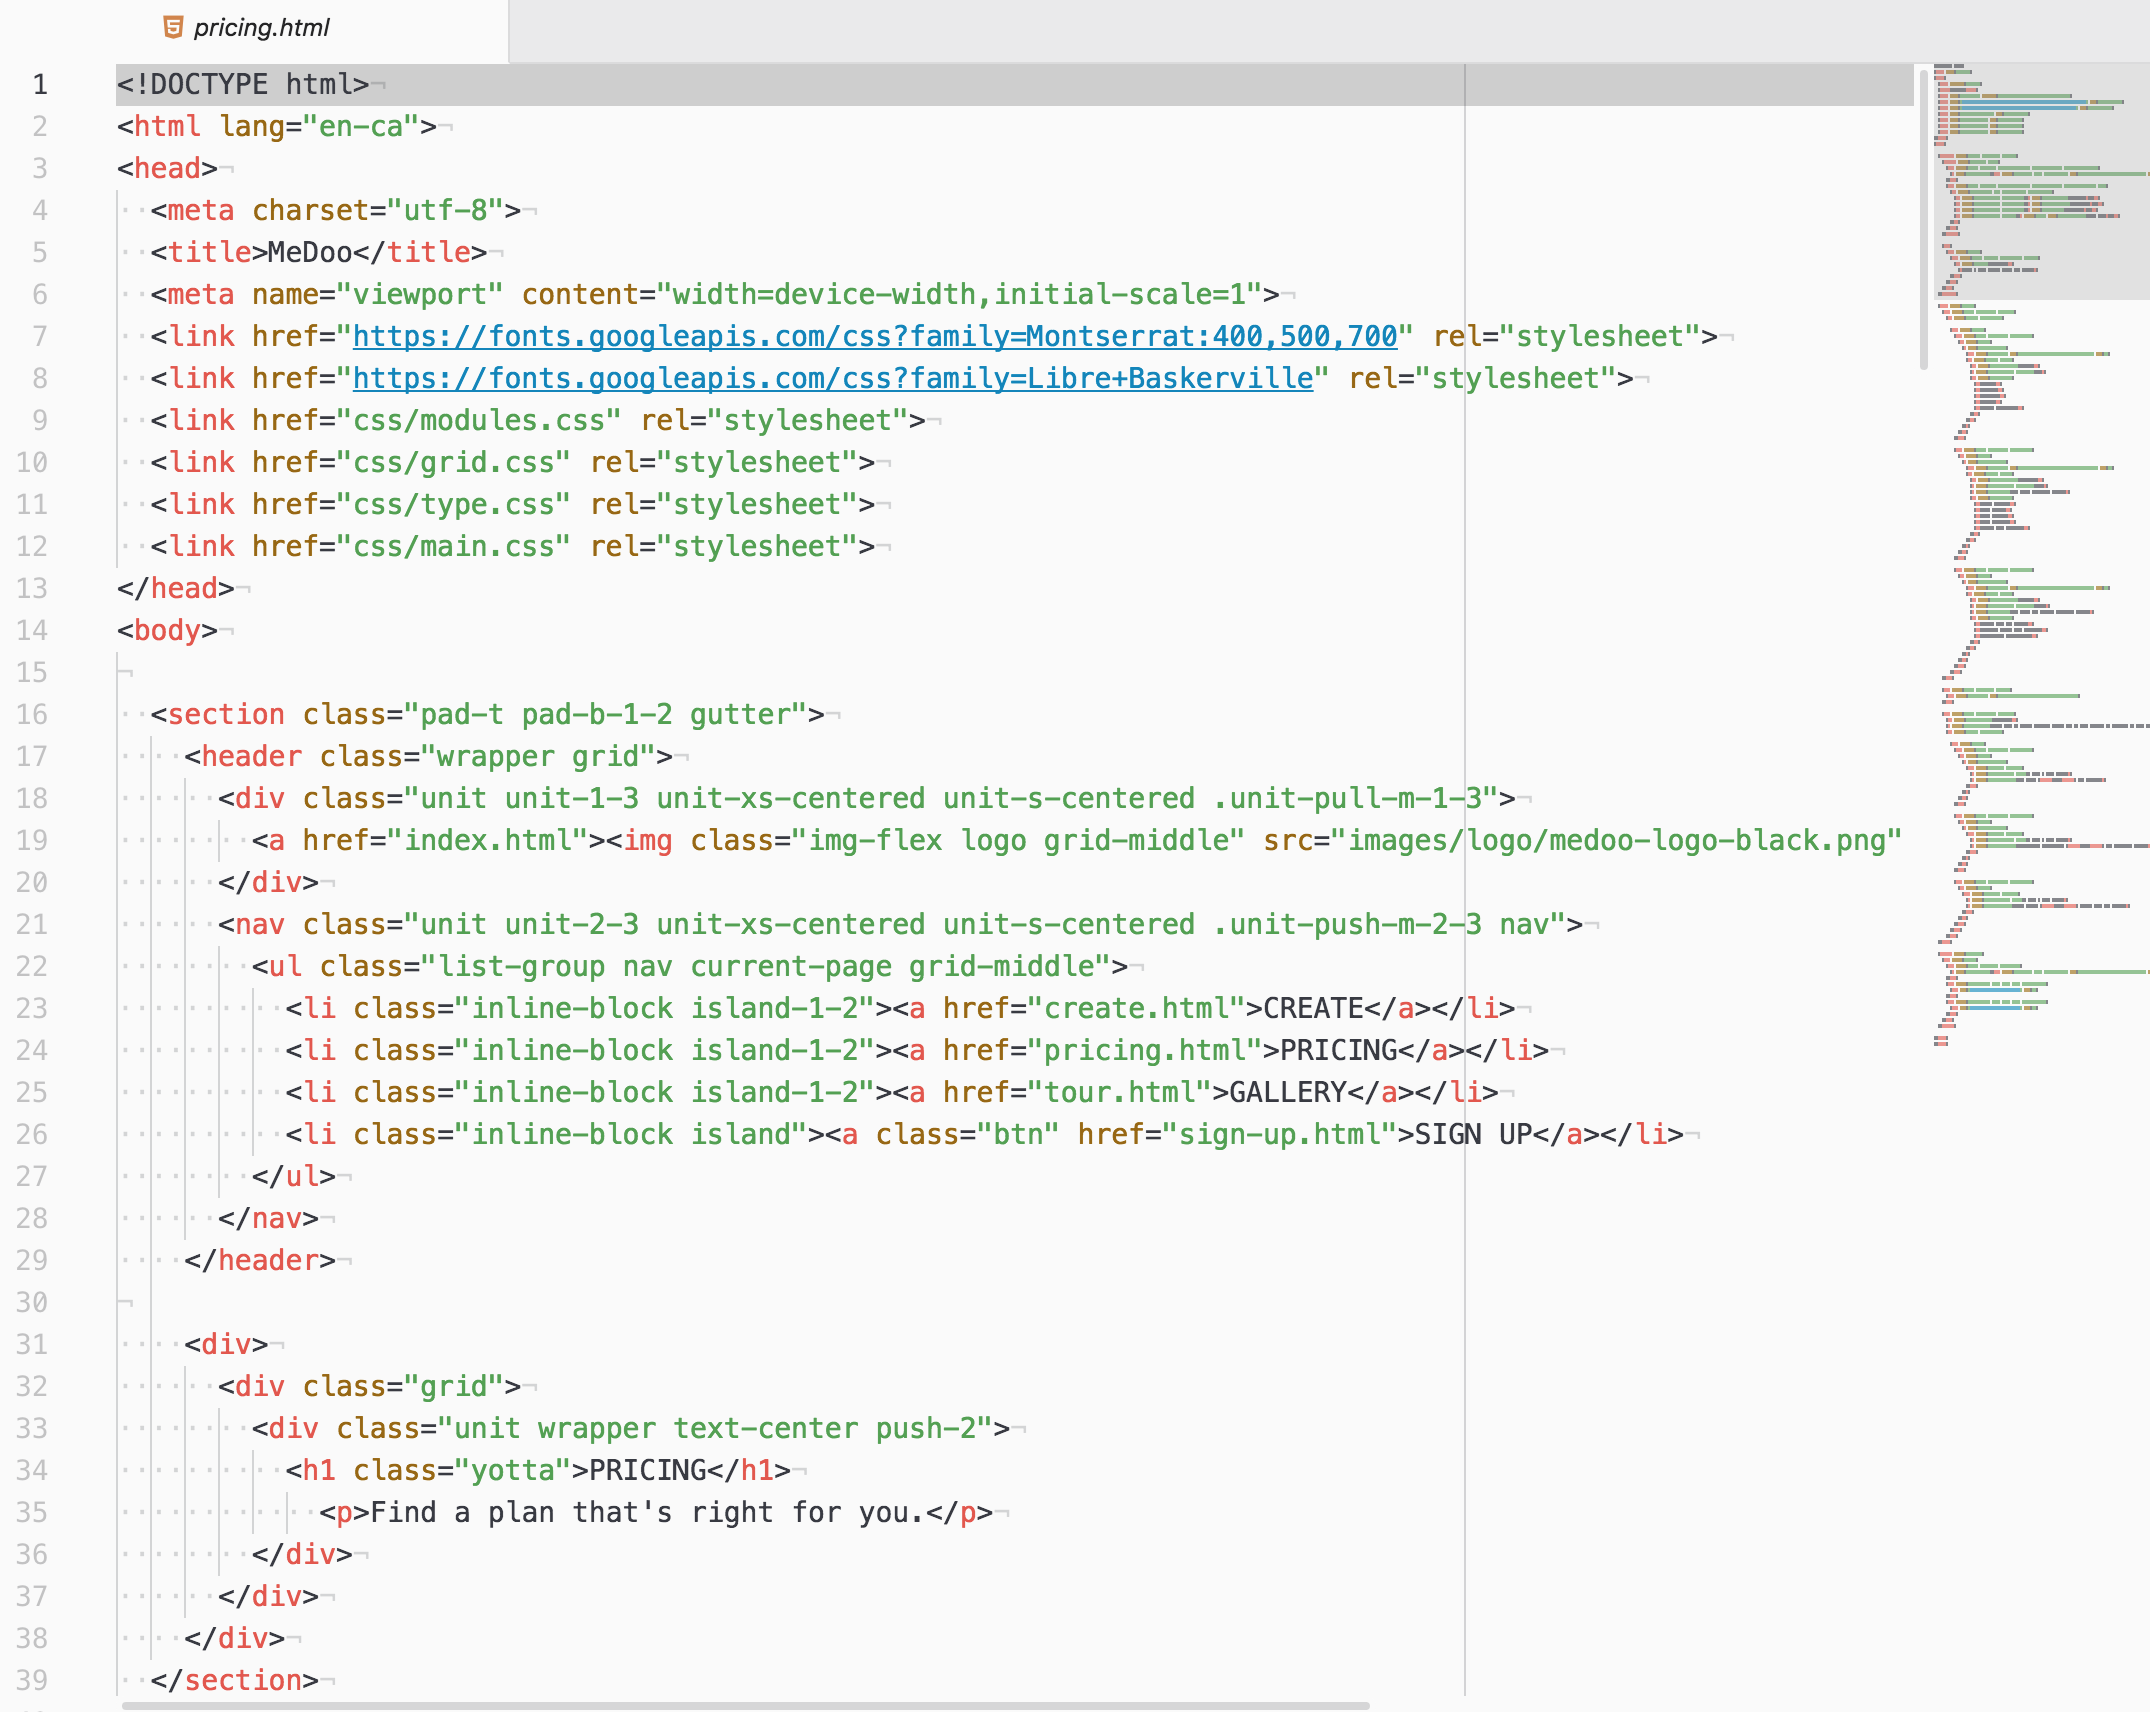 pricing.html
1 <!DOCTYPE html>
2 <html lang="en-ca">
3 <head>
4 <meta charset="utf-8">
5 <title>MeDoo</title>
6 <meta name="viewport" content="width=device-width,initial-scale=1">
7 <link href="https://fonts.googleapis.com/css?family=Montserrat:400,500,700" rel="stylesheet">
8 <link href="https://fonts.googleapis.com/css?family=Libre+Baskerville" rel="stylesheet">
9 <link href="css/modules.css" rel="stylesheet">
10 <link href="css/grid.css" rel="stylesheet">
11 <link href="css/type.css" rel="stylesheet">
12 <link href="css/main.css" rel="stylesheet">
13 </head>
14 <body>
15
16 <section class="pad-t pad-b-1-2 gutter">
17 <header class="wrapper grid">
18 <div class="unit unit-1-3 unit-xs-centered unit-s-centered .unit-pull-m-1-3">
19 <a href="index.html"><img class="img-flex logo grid-middle" src="images/logo/medoo-logo-black.png"
20 </div>
21 <nav class="unit unit-2-3 unit-xs-centered unit-s-centered .unit-push-m-2-3 nav">
22 <ul class="list-group nav current-page grid-middle">
23 <li class="inline-block island-1-2"><a href="create.html">CREATE</a></li>
24 <li class="inline-block island-1-2"><a href="pricing.html">PRICING</a></li>
25 <li class="inline-block island-1-2"><a href="tour.html">GALLERY</a></li>
26 <li class="inline-block island"><a class="btn" href="sign-up.html">SIGN UP</a></li>
27 </ul>
28 </nav>
29 </header>
30
31 <div>
32 <div class="grid">
33 <div class="unit wrapper text-center push-2">
34 <h1 class="yotta">PRICING</h1>
35 <p>Find a plan that's right for you.</p>
36 </div>
37 </div>
38 </div>
39 </section>